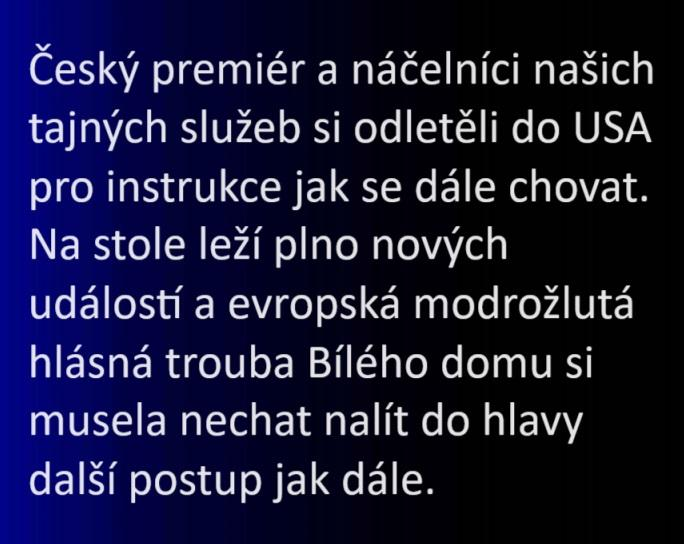 Český premiér a náčelníci našich
tajných služeb si odletěli do USA
pro instrukce jak se dále chovat.
Na stole leží plno nových
událostí a evropská modrožlutá
hlásná trouba Bílého domu si
musela nechat nalít do hlavy
další postup jak dále.